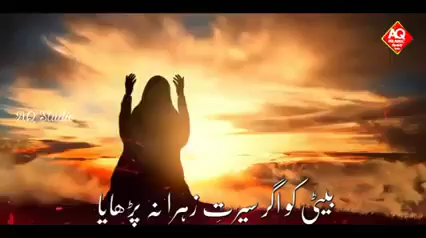 AQ
AQ Studio
بیٹی کو اگر سیرتِ زہرا نہ پڑھایا